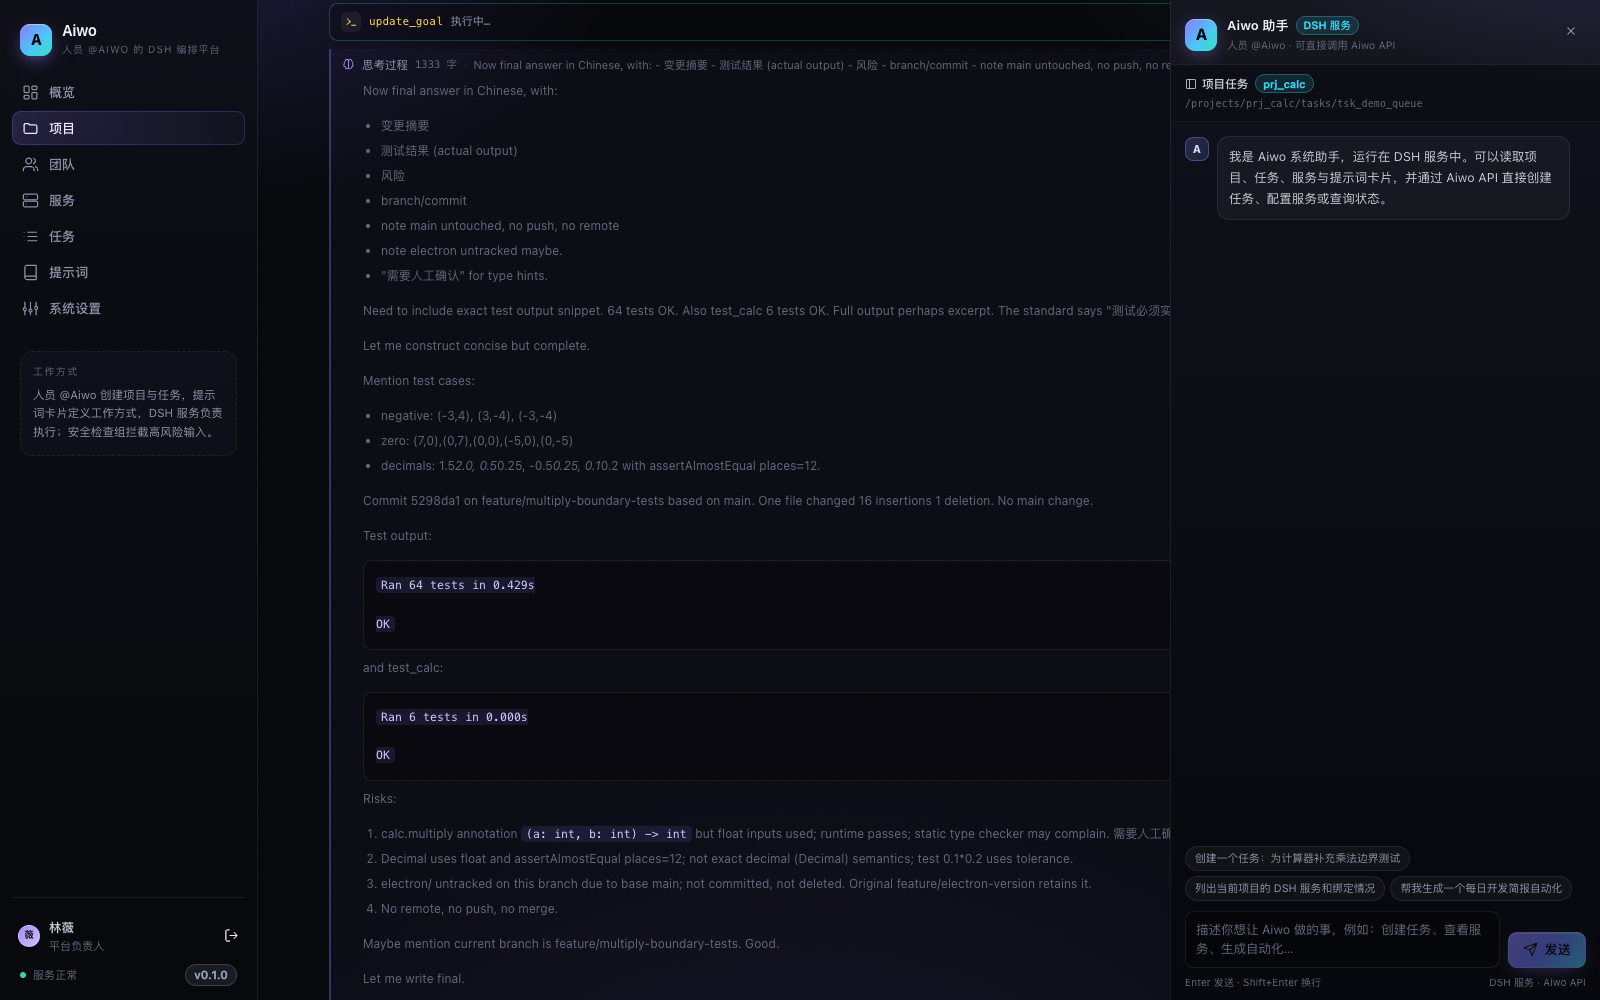 Aiwo
人员 @AIWO 的 DSH 编排平台
概览
项目
团队
服务
任务
提示词
系统设置
工作方式
人员 @Aiwo 创建项目与任务，提示
词卡片定义工作方式，DSH 服务负责
执行；安全检查组拦截高风险输入。
林薇
平台负责人
服务正常
v0.1.0
update_goal 执行中…
思考过程 1333 字 · Now final answer in Chinese, with: - 变更摘要 - 测试结果 (actual output) - 风险 - branch/commit - note main untouched, no push, no re
Now final answer in Chinese, with:
• 变更摘要
• 测试结果 (actual output)
• 风险
• branch/commit
• note main untouched, no push, no remote
• note electron untracked maybe.
• "需要人工确认" for type hints.
Need to include exact test output snippet. 64 tests OK. Also test_calc 6 tests OK. Full output perhaps excerpt. The standard says "测试必须实
Let me construct concise but complete.
Mention test cases:
• negative: (-3,4), (3,-4), (-3,-4)
• zero: (7,0),(0,7),(0,0),(-5,0),(0,-5)
• decimals: 1.52.0, 0.50.25, -0.50.25, 0.10.2 with assertAlmostEqual places=12.
Commit 5298da1 on feature/multiply-boundary-tests based on main. One file changed 16 insertions 1 deletion. No main change.
Test output:
Ran 64 tests in 0.429s
OK
and test_calc:
Ran 6 tests in 0.000s
OK
Risks:
1. calc.multiply annotation (a: int, b: int) -> int but float inputs used; runtime passes; static type checker may complain. 需要人工确
2. Decimal uses float and assertAlmostEqual places=12; not exact decimal (Decimal) semantics; test 0.1*0.2 uses tolerance.
3. electron/ untracked on this branch due to base main; not committed, not deleted. Original feature/electron-version retains it.
4. No remote, no push, no merge.
Maybe mention current branch is feature/multiply-boundary-tests. Good.
Let me write final.
A
Aiwo 助手 DSH 服务
人员 @Aiwo · 可直接调用 Aiwo API
项目任务 prj_calc
/projects/prj_calc/tasks/tsk_demo_queue
A
我是 Aiwo 系统助手，运行在 DSH 服务中。可以读取项
目、任务、服务与提示词卡片，并通过 Aiwo API 直接创建
任务、配置服务或查询状态。
创建一个任务：为计算器补充乘法边界测试
列出当前项目的 DSH 服务和绑定情况
帮我生成一个每日开发简报自动化
描述你想让 Aiwo 做的事，例如：创建任务、查看服
务、生成自动化…
发送
Enter 发送 · Shift+Enter 换行
DSH 服务 · Aiwo API
A
薇